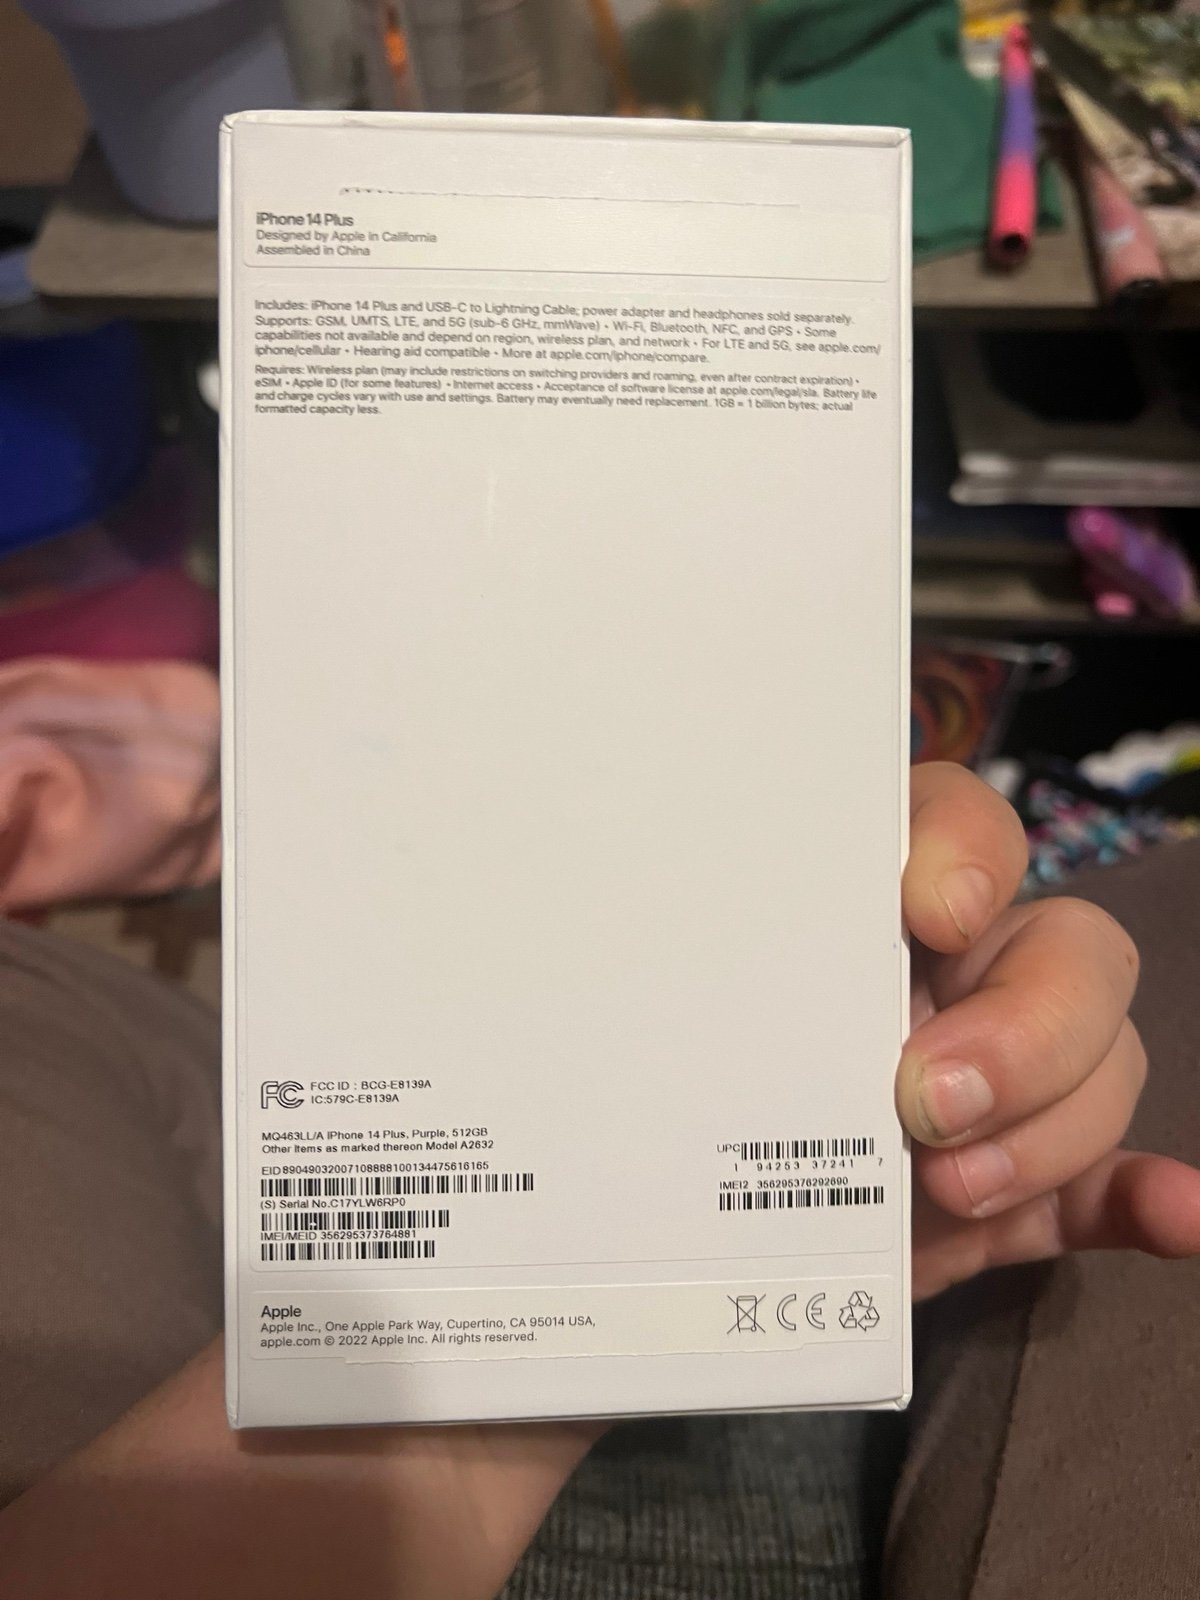 iPhone 14 Plus
Designed by Apple in California
Assembled in China
Includes: iPhone 14 Plus and USB-C to Lightning Cable; power adapter and headphones sold separately.
Supports: GSM, UMTS, LTE, and 5G (sub-6 GHz, mmWave) • Wi-Fi, Bluetooth, NFC, and GPS • Some
capabilities not available and depend on region, wireless plan, and network • For LTE and 5G, see apple.com/
iphone/cellular • Hearing aid compatible • More at apple.com/iphone/compare.
Requires: Wireless plan (may include restrictions on switching providers and roaming, even after contract expiration) •
eSIM • Apple ID (for some features) • Internet access • Acceptance of software license at apple.com/legal/sla. Battery life
and charge cycles vary with use and settings. Battery may eventually need replacement. 1GB = 1 billion bytes; actual
formatted capacity less.
FC FCC ID : BCG-E8139A
IC:579C-E8139A
MQ463LL/A iPhone 14 Plus, Purple, 512GB
Other items as marked thereon Model A2632
EID 89049032007108888100134475616165
(S) Serial No.C17YLW6RP0
IMEI/MEID 356295373764881
UPC
1 94253 37241 7
IMEI2 356295376292690
Apple
Apple Inc., One Apple Park Way, Cupertino, CA 95014 USA,
apple.com © 2022 Apple Inc. All rights reserved.
CE